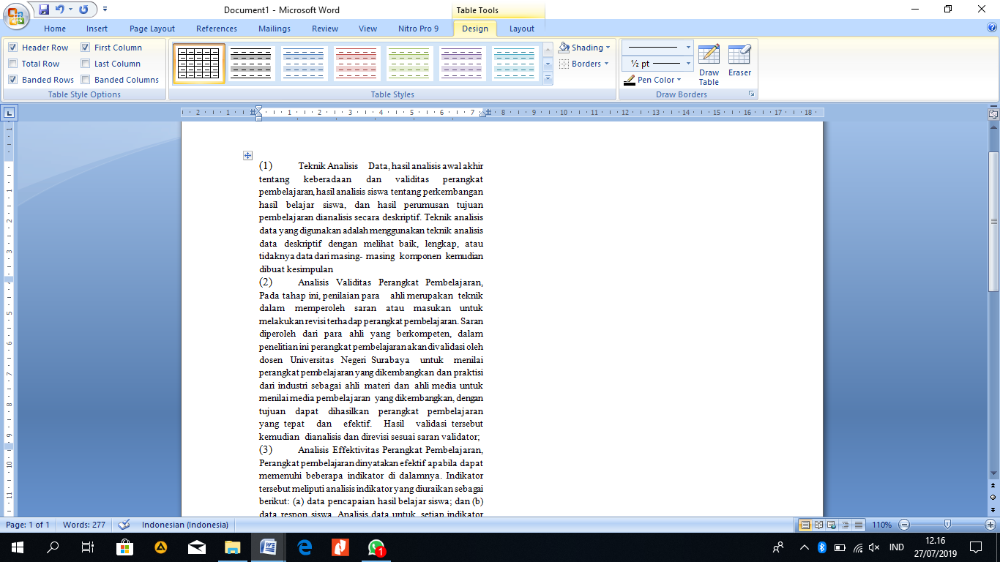 Document1 - Microsoft Word
Table Tools
Home Insert Page Layout References Mailings Review View Nitro Pro 9 Design Layout
Header Row First Column
Total Row Last Column
Banded Rows Banded Columns
Table Style Options
Table Styles
Shading
Borders
½ pt
Pen Color
Draw Table
Eraser
Draw Borders
2 1 1 2 3 4 5 6 7 8 9 10 11 12 13 14 15 16 17 18
1
1
2
3
4
5
6
7
8
9
10
11
(1) Teknik Analisis Data, hasil analisis awal akhir
tentang keberadaan dan validitas perangkat
pembelajaran, hasil analisis siswa tentang perkembangan
hasil belajar siswa, dan hasil perumusan tujuan
pembelajaran dianalisis secara deskriptif. Teknik analisis
data yang digunakan adalah menggunakan teknik analisis
data deskriptif dengan melihat baik, lengkap, atau
tidaknya data dari masing- masing komponen kemudian
dibuat kesimpulan
(2) Analisis Validitas Perangkat Pembelajaran,
Pada tahap ini, penilaian para ahli merupakan teknik
dalam memperoleh saran atau masukan untuk
melakukan revisi terhadap perangkat pembelajaran. Saran
diperoleh dari para ahli yang berkompeten, dalam
penelitian ini perangkat pembelajaran akan divalidasi oleh
dosen Universitas Negeri Surabaya untuk menilai
perangkat pembelajaran yang dikembangkan dan praktisi
dari industri sebagai ahli materi dan ahli media untuk
menilai media pembelajaran yang dikembangkan, dengan
tujuan dapat dihasilkan perangkat pembelajaran
yang tepat dan efektif. Hasil validasi tersebut
kemudian dianalisis dan direvisi sesuai saran validator;
(3) Analisis Effektivitas Perangkat Pembelajaran,
Perangkat pembelajaran dinyatakan efektif apabila dapat
memenuhi beberapa indikator di dalamnya. Indikator
tersebut meliputi analisis indikator yang diuraikan sebagai
berikut: (a) data pencapaian hasil belajar siswa; dan (b)
data respon siswa. Analisis data untuk setiap indikator
Page: 1 of 1 Words: 277 Indonesian (Indonesia) 110%
1
IND
12.16
27/07/2019